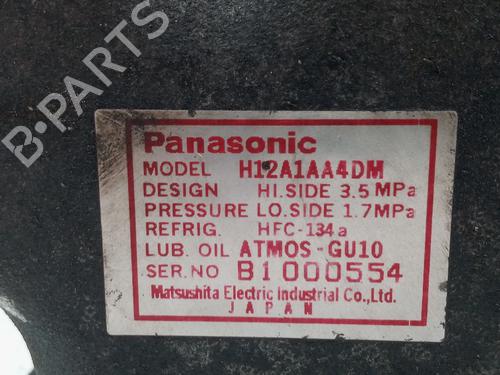 B-PARTS
Panasonic
MODEL H12A1AA4DM
DESIGN HI.SIDE 3.5MPa
PRESSURE LO.SIDE 1.7MPa
REFRIG. HFC-134a
LUB. OIL ATMOS-GU10
SER.NO B1000554
Matsushita Electric Industrial Co.,Ltd.
JAPAN